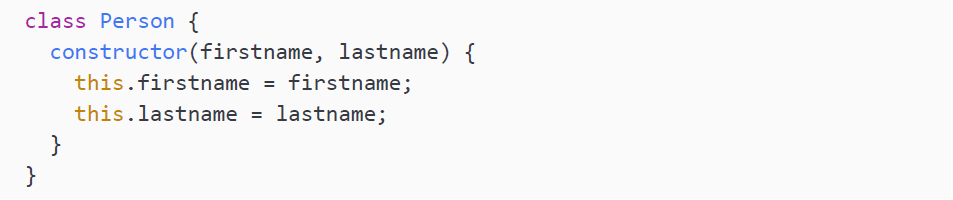 class Person {
  constructor(firstname, lastname) {
    this.firstname = firstname;
    this.lastname = lastname;
  }
}